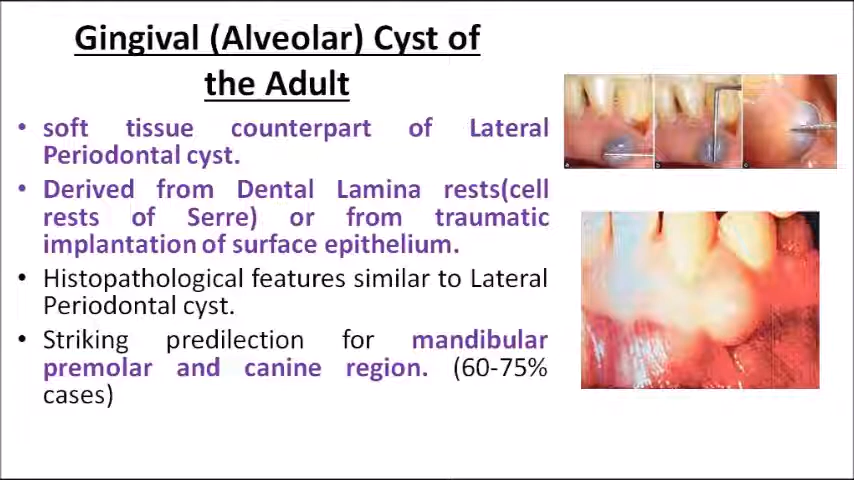 Gingival (Alveolar) Cyst of
the Adult
• soft tissue counterpart of Lateral
Periodontal cyst.
• Derived from Dental Lamina rests(cell
rests of Serre) or from traumatic
implantation of surface epithelium.
• Histopathological features similar to Lateral
Periodontal cyst.
• Striking predilection for mandibular
premolar and canine region. (60-75%
cases)